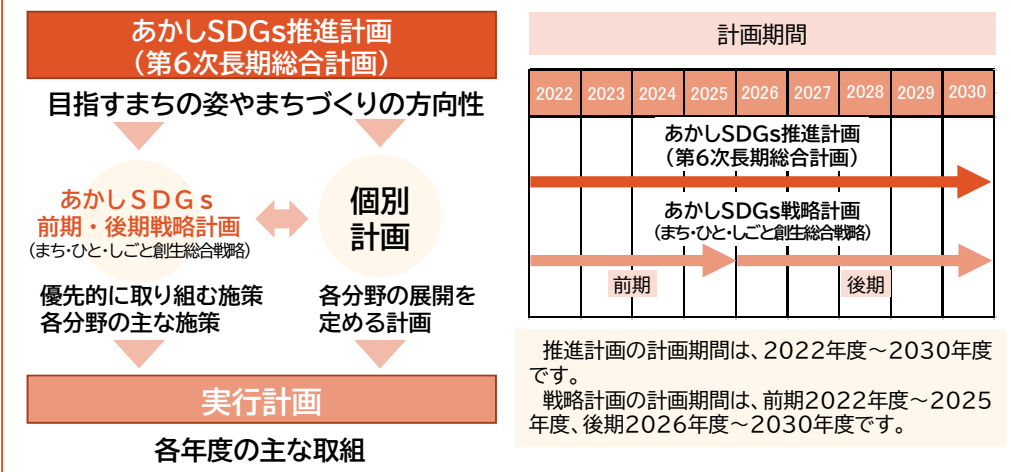 あかしSDGs推進計画
（第6次長期総合計画）
目指すまちの姿やまちづくりの方向性
あかしＳＤＧｓ
前期・後期戦略計画
（まち・ひと・しごと創生総合戦略）
個別
計画
優先的に取り組む施策
各分野の主な施策
各分野の展開を
定める計画
実行計画
各年度の主な取組
計画期間
2022 2023 2024 2025 2026 2027 2028 2029 2030
あかしSDGs推進計画
（第6次長期総合計画）
あかしSDGs戦略計画
（まち・ひと・しごと創生総合戦略）
前期
後期
推進計画の計画期間は、2022年度～2030年度
です。
戦略計画の計画期間は、前期2022年度～2025
年度、後期2026年度～2030年度です。